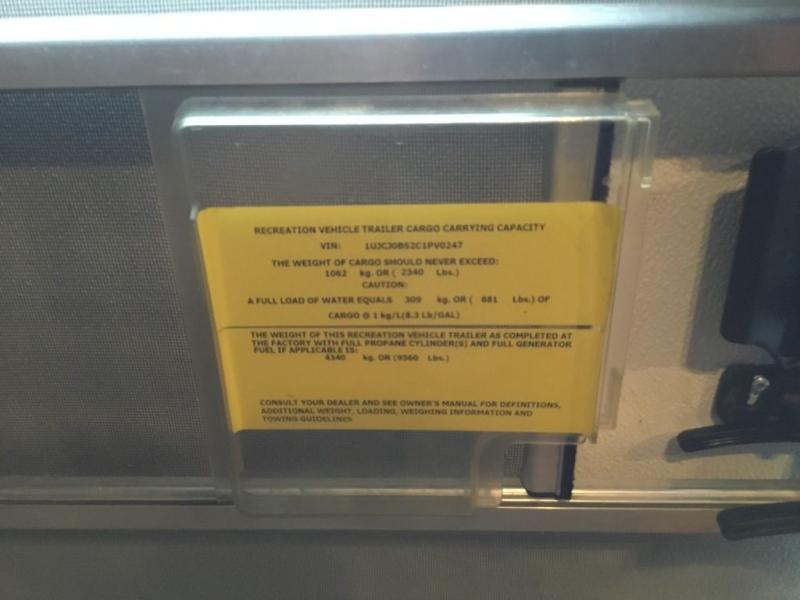 RECREATION VEHICLE TRAILER CARGO CARRYING CAPACITY
VIN: 1UJCJ0BS2C1PV0247
THE WEIGHT OF CARGO SHOULD NEVER EXCEED:
1062 kg. OR ( 2340 Lbs.)
CAUTION:
A FULL LOAD OF WATER EQUALS 309 kg. OR ( 681 Lbs.) OF
CARGO @ 1 kg/L(8.3 Lb/GAL)
THE WEIGHT OF THIS RECREATION VEHICLE TRAILER AS COMPLETED AT
THE FACTORY WITH FULL PROPANE CYLINDER(S) AND FULL GENERATOR
FUEL IF APPLICABLE IS:
4340 kg. OR (9560 Lbs.)
CONSULT YOUR DEALER AND SEE OWNER'S MANUAL FOR DEFINITIONS,
ADDITIONAL WEIGHT, LOADING, WEIGHING INFORMATION AND
TOWING GUIDELINES